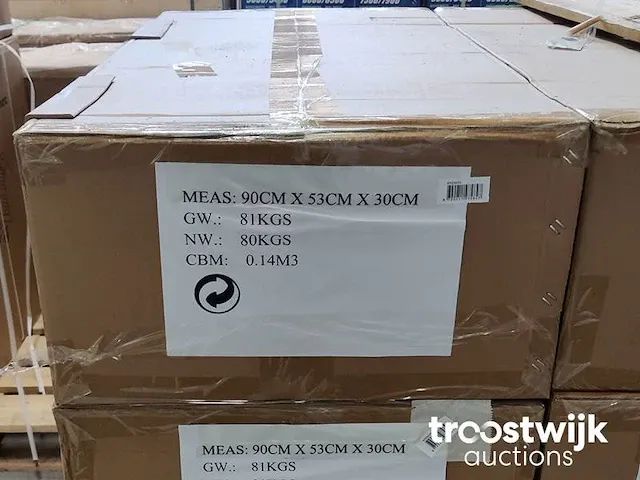 MEAS: 90CM X 53CM X 30CM
GW.: 81KGS
NW.: 80KGS
CBM: 0.14M3
MEAS: 90CM X 53CM X 30CM
GW.: 81KGS
troostwijk
auctions